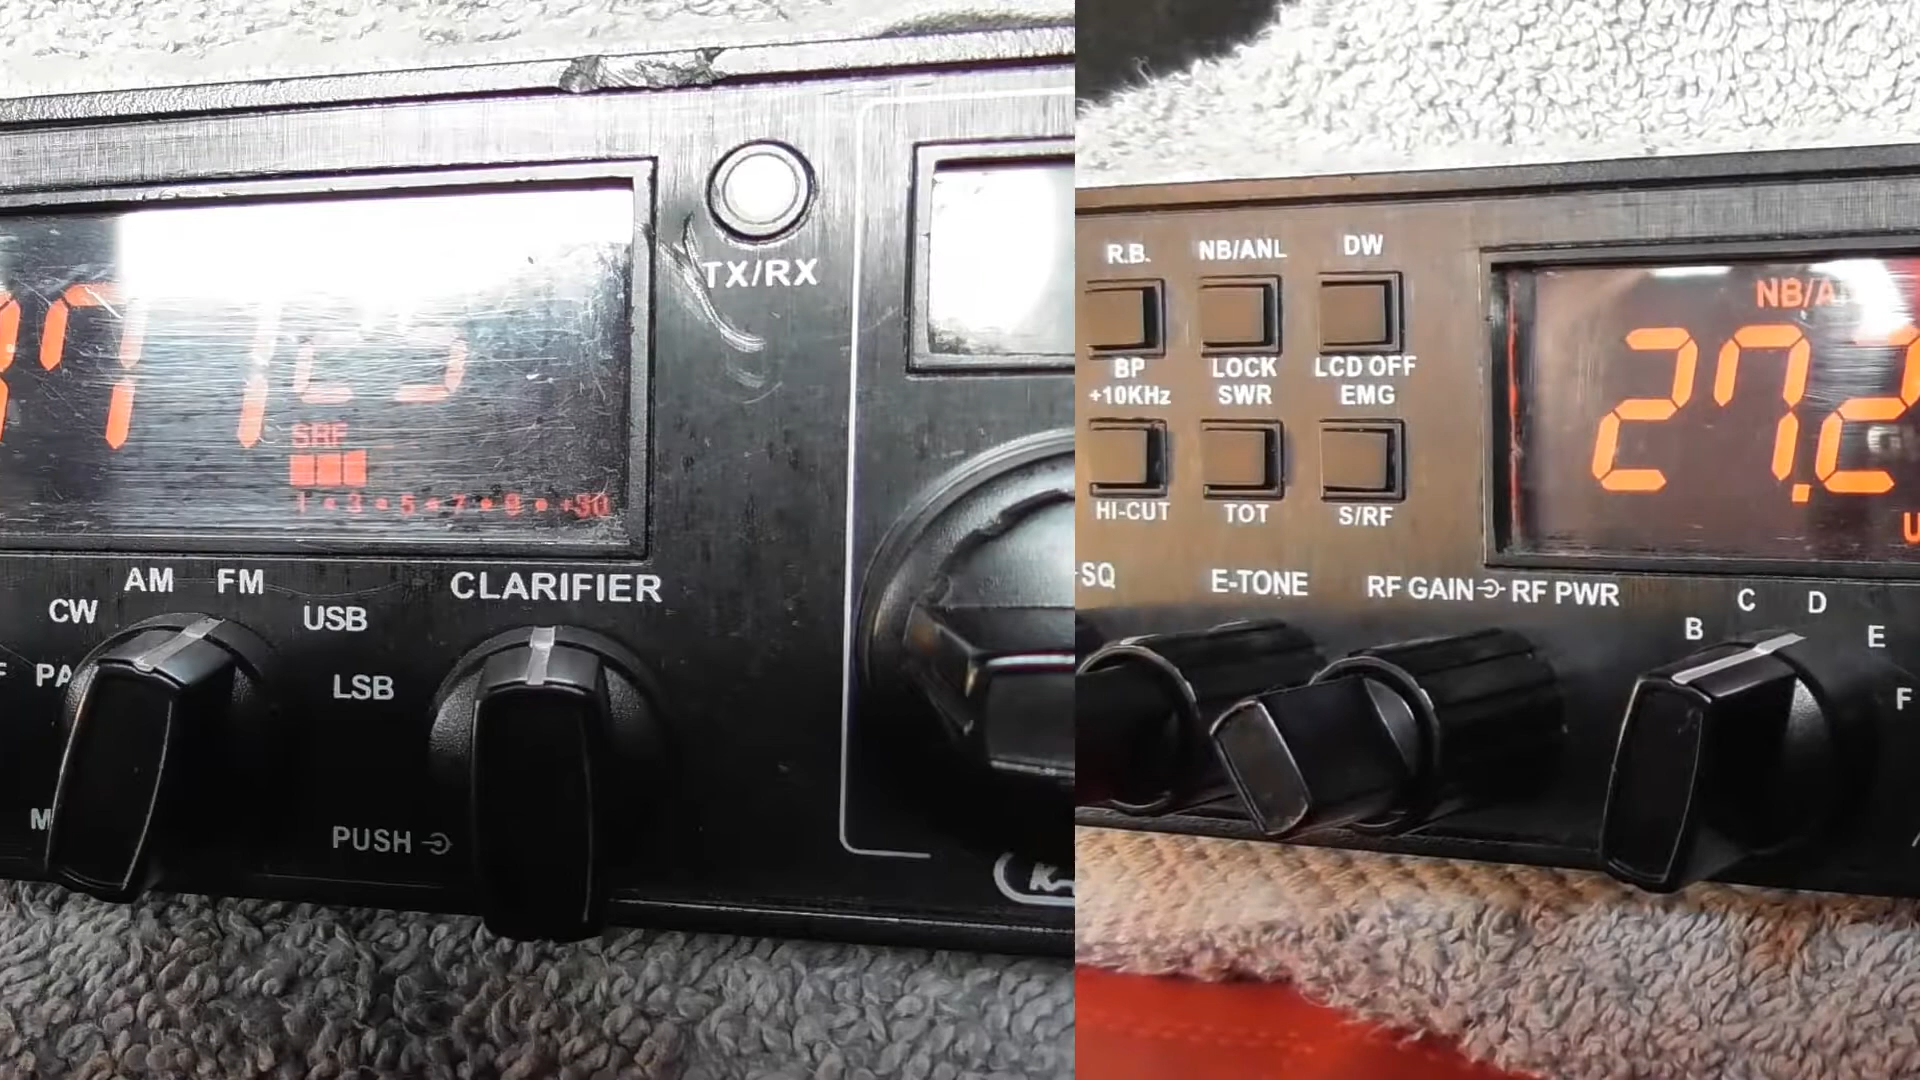 TX/RX
SRF
1 • 3 • 5 • 7 • 9 • +30
AM FM
CW
USB
CLARIFIER
PA
LSB
PUSH
R.B. NB/ANL DW
BP LOCK LCD OFF
+10KHz SWR EMG
HI-CUT TOT S/RF
SQ E-TONE RF GAIN RF PWR
27.2
B C D E F